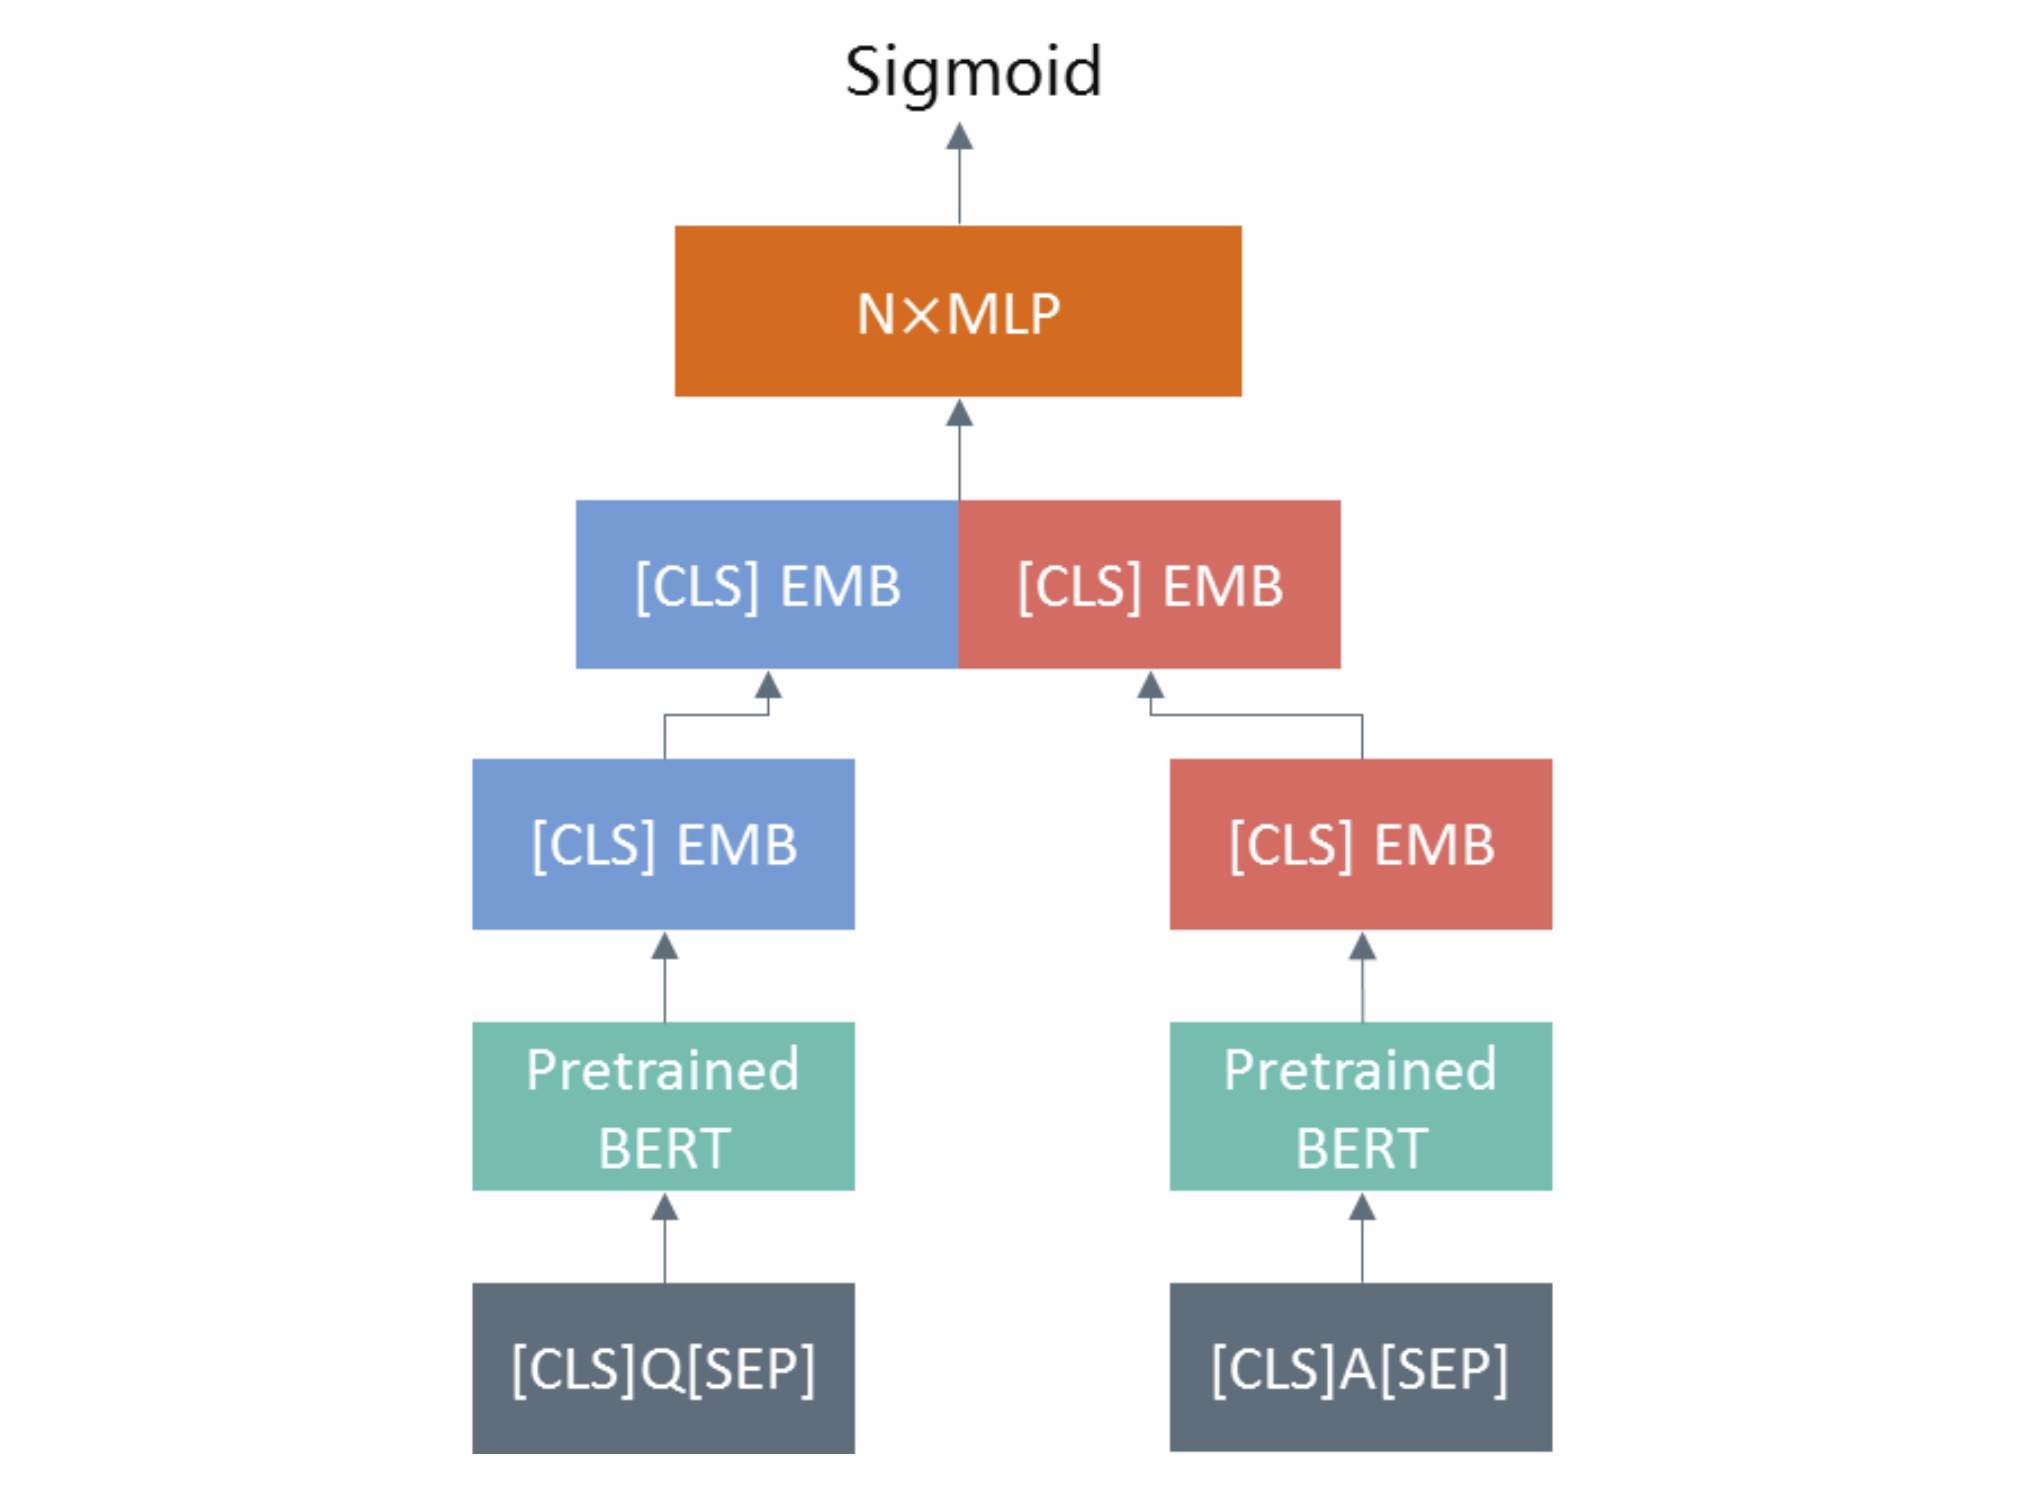 Sigmoid
N×MLP
[CLS] EMB
[CLS] EMB
[CLS] EMB
[CLS] EMB
Pretrained
BERT
Pretrained
BERT
[CLS]Q[SEP]
[CLS]A[SEP]